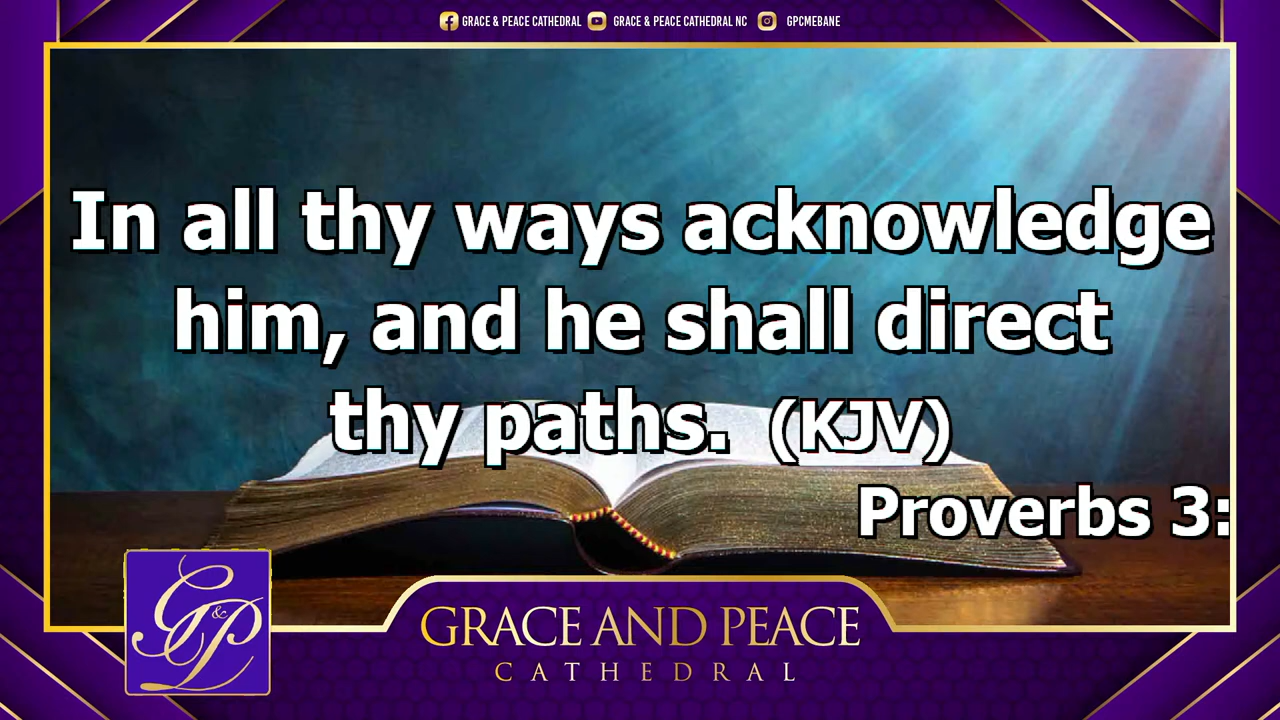 GRACE & PEACE CATHEDRAL GRACE & PEACE CATHEDRAL NC GPCMEBANE
In all thy ways acknowledge
him, and he shall direct
thy paths. (KJV)
Proverbs 3:
G&P
GRACE AND PEACE
CATHEDRAL